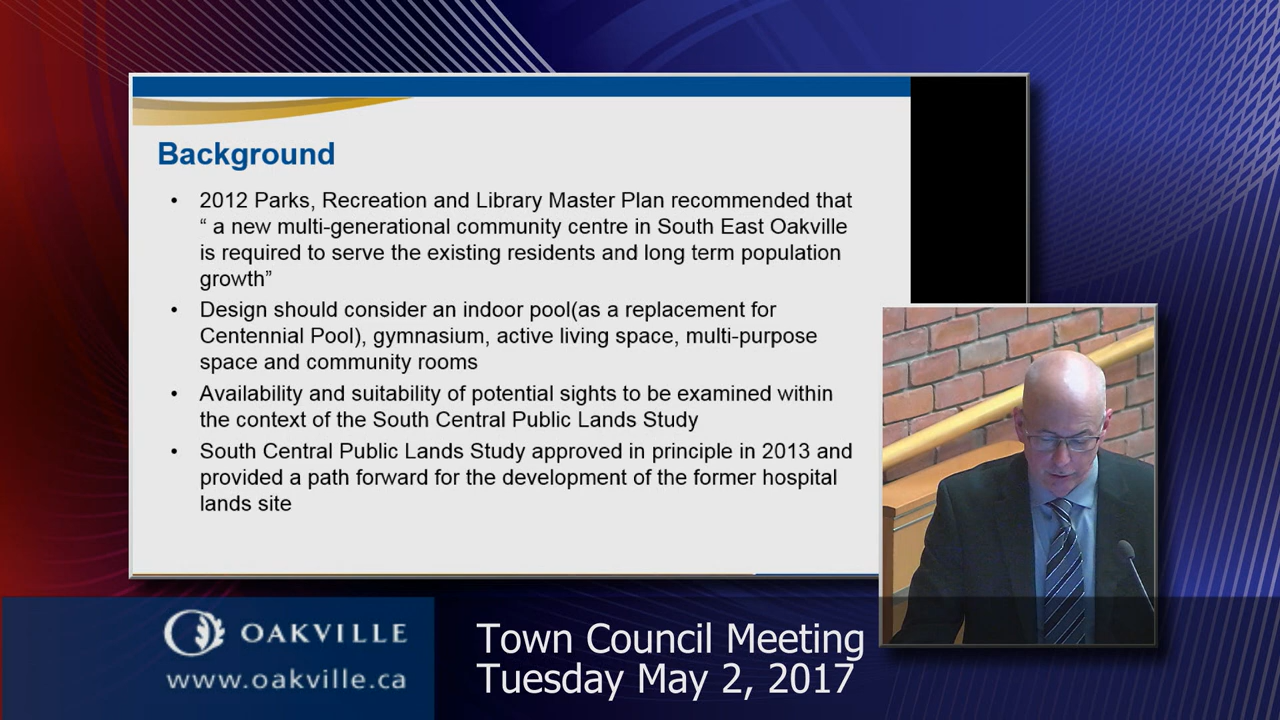 Background
• 2012 Parks, Recreation and Library Master Plan recommended that
“ a new multi-generational community centre in South East Oakville
is required to serve the existing residents and long term population
growth”
• Design should consider an indoor pool(as a replacement for
Centennial Pool), gymnasium, active living space, multi-purpose
space and community rooms
• Availability and suitability of potential sights to be examined within
the context of the South Central Public Lands Study
• South Central Public Lands Study approved in principle in 2013 and
provided a path forward for the development of the former hospital
lands site
OAKVILLE
www.oakville.ca
Town Council Meeting
Tuesday May 2, 2017